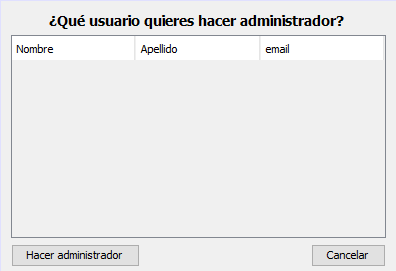 ¿Qué usuario quieres hacer administrador?
Nombre Apellido email
Hacer administrador Cancelar